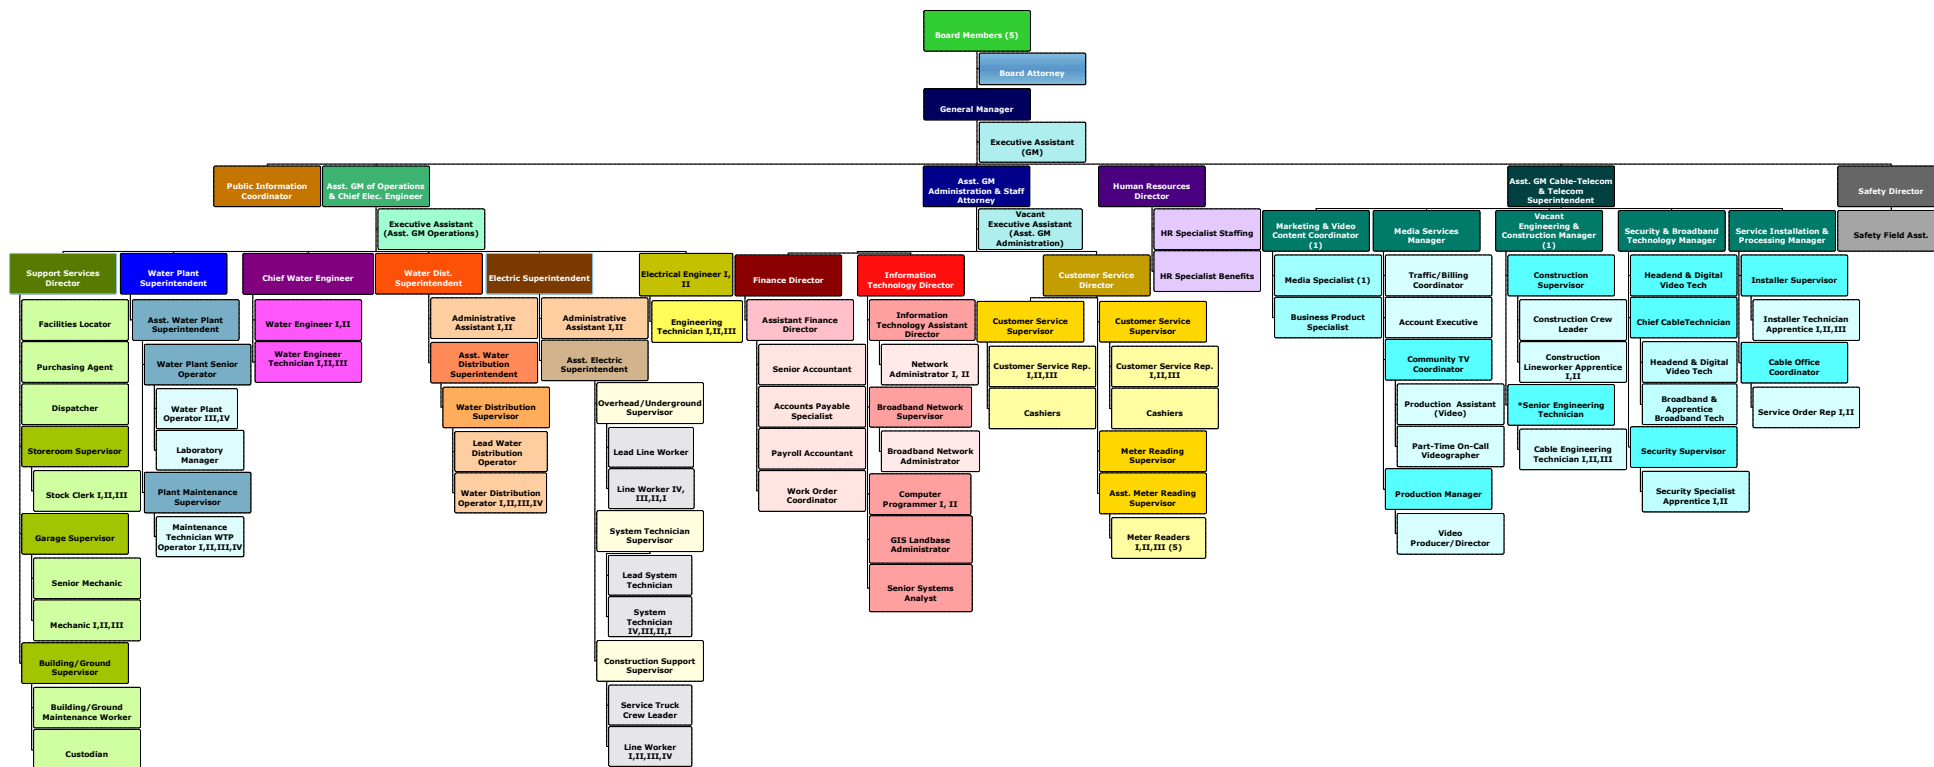 Board Members (5)
Board Attorney
General Manager
Executive Assistant
(GM)
Public Information
Coordinator
Asst. GM of Operations
& Chief Elec. Engineer
Asst. GM
Administration & Staff
Attorney
Human Resources
Director
Asst. GM Cable-Telecom
& Telecom
Superintendent
Safety Director
Executive Assistant
(Asst. GM Operations)
Vacant
Executive Assistant
(Asst. GM
Administration)
HR Specialist Staffing
HR Specialist Benefits
Marketing & Video
Content Coordinator
(1)
Media Services
Manager
Vacant
Engineering &
Construction Manager
(1)
Security & Broadband
Technology Manager
Service Installation &
Processing Manager
Safety Field Asst.
Support Services
Director
Water Plant
Superintendent
Chief Water Engineer
Water Dist.
Superintendent
Electric Superintendent
Electrical Engineer I,
II
Finance Director
Information
Technology Director
Customer Service
Director
Facilities Locator
Purchasing Agent
Dispatcher
Storeroom Supervisor
Stock Clerk I,II,III
Garage Supervisor
Senior Mechanic
Mechanic I,II,III
Building/Ground
Supervisor
Building/Ground
Maintenance Worker
Custodian
Asst. Water Plant
Superintendent
Water Plant Senior
Operator
Water Plant
Operator III,IV
Laboratory
Manager
Plant Maintenance
Supervisor
Maintenance
Technician WTP
Operator I,II,III,IV
Water Engineer I,II
Water Engineer
Technician I,II,III
Administrative
Assistant I,II
Asst. Water
Distribution
Superintendent
Water Distribution
Supervisor
Lead Water
Distribution
Operator
Water Distribution
Operator I,II,III,IV
Administrative
Assistant I,II
Asst. Electric
Superintendent
Overhead/Underground
Supervisor
Lead Line Worker
Line Worker IV,
III,II,I
System Technician
Supervisor
Lead System
Technician
System
Technician
IV,III,II,I
Construction Support
Supervisor
Service Truck
Crew Leader
Line Worker
I,II,III,IV
Engineering
Technician I,II,III
Assistant Finance
Director
Senior Accountant
Accounts Payable
Specialist
Payroll Accountant
Work Order
Coordinator
Information
Technology Assistant
Director
Network
Administrator I, II
Broadband Network
Supervisor
Broadband Network
Administrator
Computer
Programmer I, II
GIS Landbase
Administrator
Senior Systems
Analyst
Customer Service
Supervisor
Customer Service Rep.
I,II,III
Cashiers
Customer Service
Supervisor
Customer Service Rep.
I,II,III
Cashiers
Meter Reading
Supervisor
Asst. Meter Reading
Supervisor
Meter Readers
I,II,III (5)
Media Specialist (1)
Business Product
Specialist
Traffic/Billing
Coordinator
Account Executive
Community TV
Coordinator
Production Assistant
(Video)
Part-Time On-Call
Videographer
Production Manager
Video
Producer/Director
Construction
Supervisor
Construction Crew
Leader
Construction
Lineworker Apprentice
I,II
*Senior Engineering
Technician
Cable Engineering
Technician I,II,III
Headend & Digital
Video Tech
Chief CableTechnician
Headend & Digital
Video Tech
Broadband &
Apprentice
Broadband Tech
Security Supervisor
Security Specialist
Apprentice I,II
Installer Supervisor
Installer Technician
Apprentice I,II,III
Cable Office
Coordinator
Service Order Rep I,II